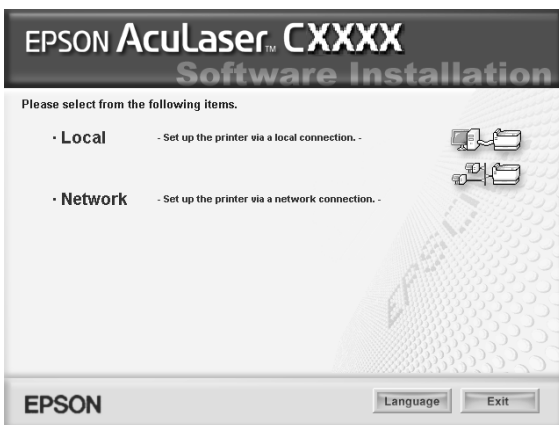 EPSON AcuLaser™ CXXXX
Software Installation
Please select from the following items.
· Local - Set up the printer via a local connection. -
· Network - Set up the printer via a network connection. -
EPSON
EPSON
Language Exit